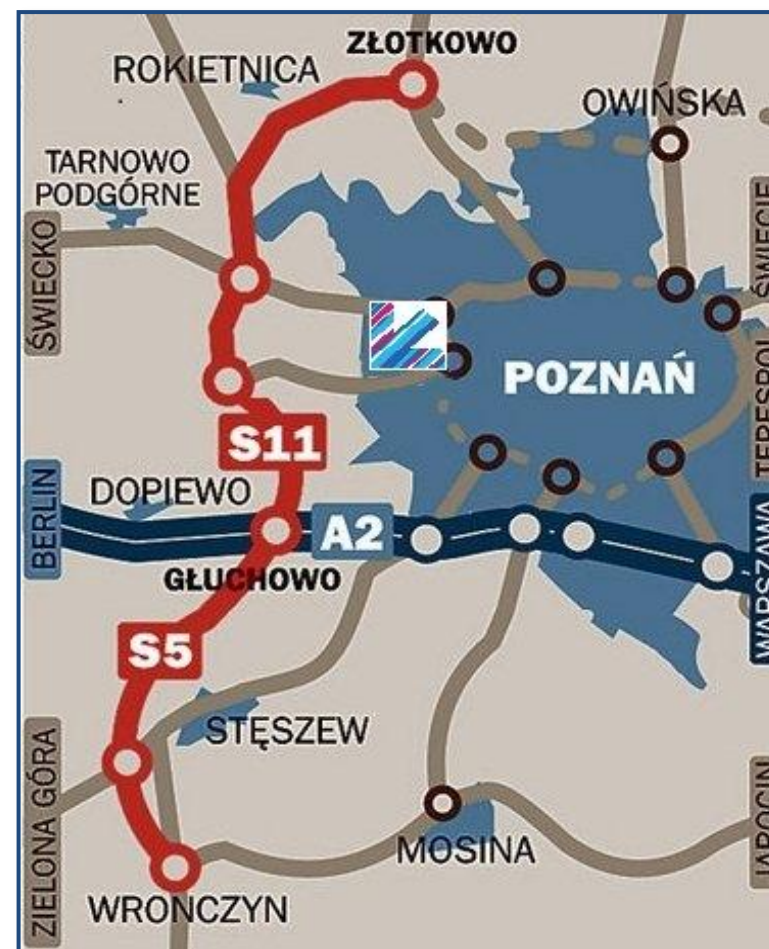 ZŁOTKOWO
ROKIETNICA
OWIŃSKA
TARNOWO
PODGÓRNE
ŚWIECKO
ŚWIECIE
POZNAŃ
TERESPOL
S11
DOPIEWO
BERLIN
A2
GŁUCHOWO
WARSZAWA
S5
STĘSZEW
ZIELONA GÓRA
MOSINA
JAROCIN
WRONCZYN